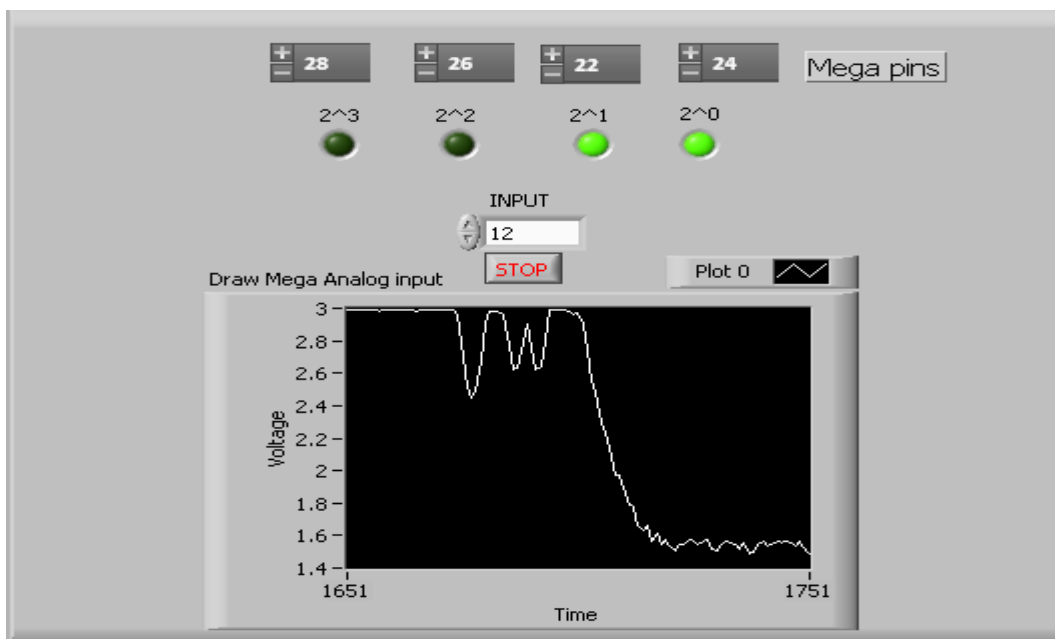 28 26 22 24 Mega pins
2^3 2^2 2^1 2^0
INPUT
12
STOP
Draw Mega Analog input Plot 0
3
2.8
2.6
2.4
2.2
2
1.8
1.6
1.4
Voltage
1651 1751
Time